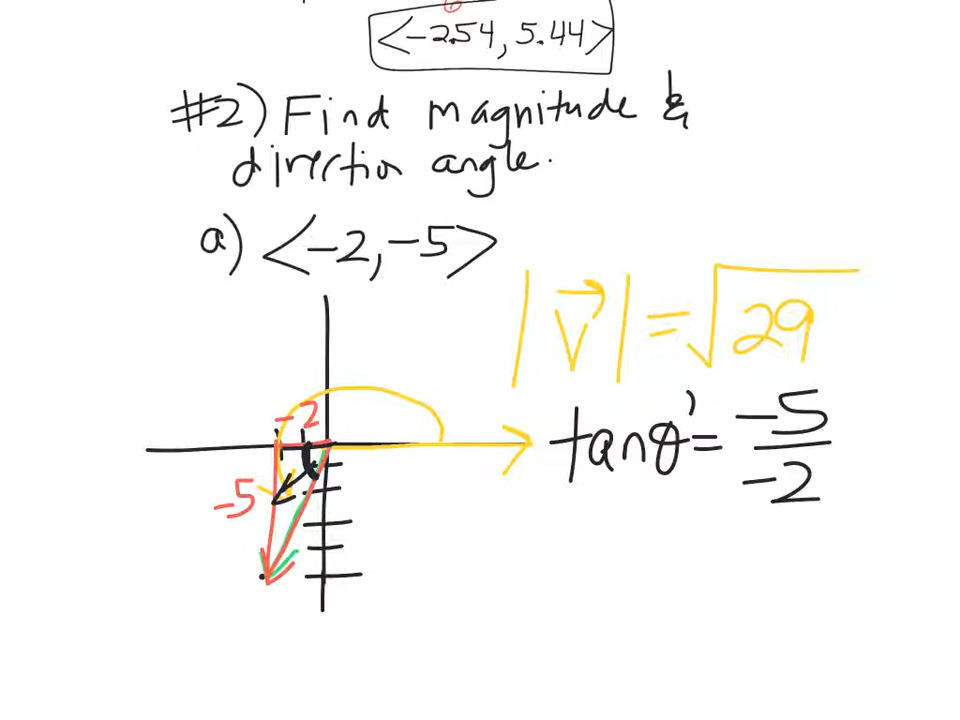 <-2.54, 5.44>
#2) Find magnitude &
direction angle.
a) <-2, -5>
|v⃗| = √29
-2
tanθ' = -5/-2
-5